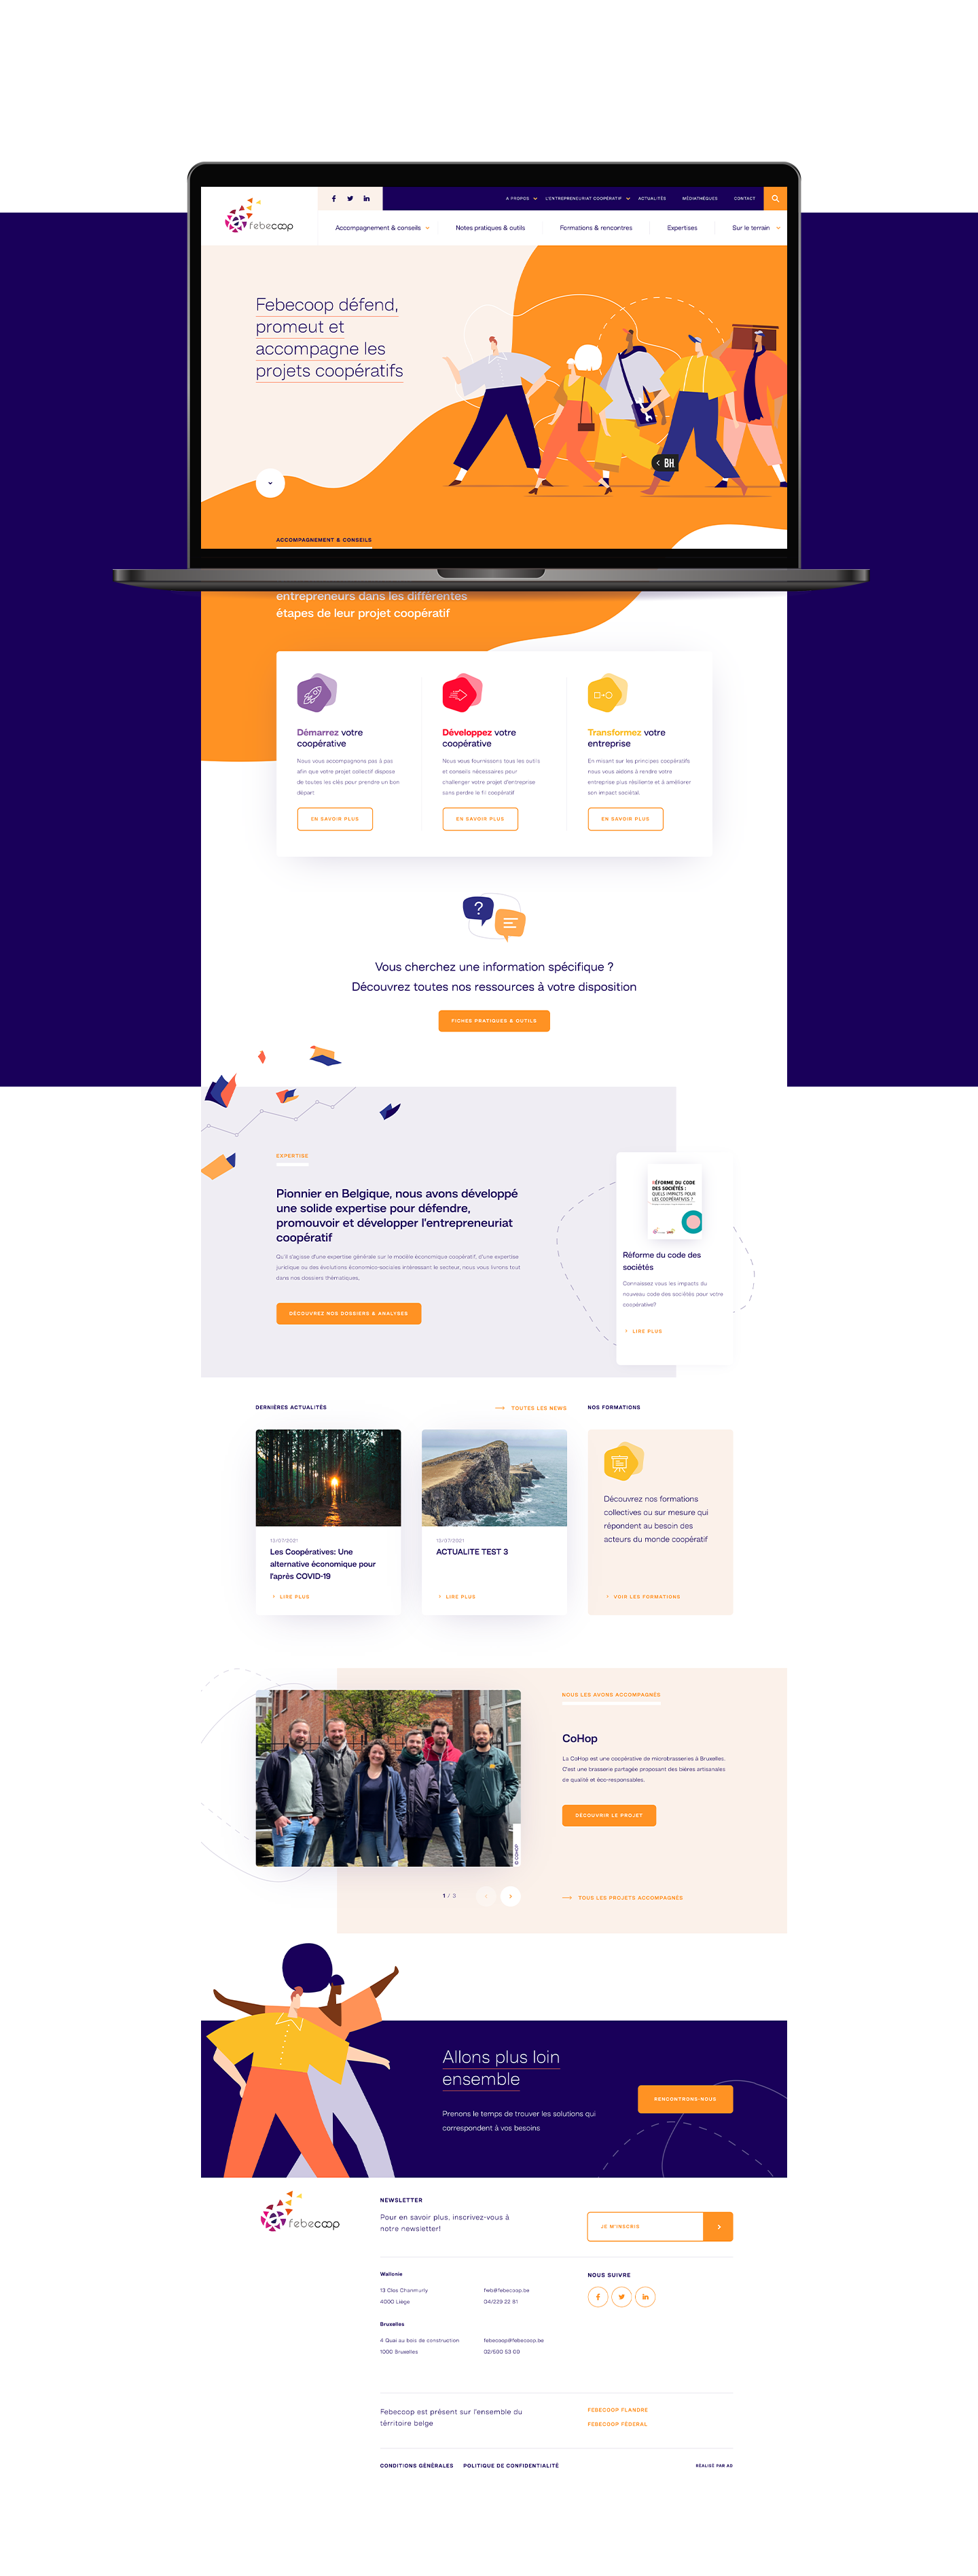 febecoop
A PROPOS
L'ENTREPRENEURIAT COOPÉRATIF
ACTUALITÉS
MÉDIATHÈQUES
CONTACT
Accompagnement & conseils
Notes pratiques & outils
Formations & rencontres
Expertises
Sur le terrain
Febecoop défend,
promeut et
accompagne les
projets coopératifs
BH
ACCOMPAGNEMENT & CONSEILS
entrepreneurs dans les différentes
étapes de leur projet coopératif
Démarrez votre
coopérative
Nous vous accompagnons pas à pas
afin que votre projet collectif dispose
de toutes les clés pour prendre un bon
départ
EN SAVOIR PLUS
Développez votre
coopérative
Nous vous fournissons tous les outils
et conseils nécessaires pour
challenger votre projet d'entreprise
sans perdre le fil coopératif
EN SAVOIR PLUS
Transformez votre
entreprise
En misant sur les principes coopératifs
nous vous aidons à rendre votre
entreprise plus résiliente et à améliorer
son impact sociétal.
EN SAVOIR PLUS
?
Vous cherchez une information spécifique ?
Découvrez toutes nos ressources à votre disposition
FICHES PRATIQUES & OUTILS
EXPERTISE
Pionnier en Belgique, nous avons développé
une solide expertise pour défendre,
promouvoir et développer l'entrepreneuriat
coopératif
Qu'il s'agisse d'une expertise générale sur le modèle économique coopératif, d'une expertise
juridique ou des évolutions économico-sociales intéressant le secteur, nous vous livrons tout
dans nos dossiers thématiques.
DÉCOUVREZ NOS DOSSIERS & ANALYSES
RÉFORME DU CODE
DES SOCIÉTÉS :
QUELS IMPACTS POUR
LES COOPÉRATIVES ?
Réforme du code des
sociétés
Connaissez vous les impacts du
nouveau code des sociétés pour votre
coopérative?
LIRE PLUS
DERNIÈRES ACTUALITÉS
TOUTES LES NEWS
13/07/2021
Les Coopératives: Une
alternative économique pour
l'après COVID-19
LIRE PLUS
13/07/2021
ACTUALITE TEST 3
LIRE PLUS
NOS FORMATIONS
Découvrez nos formations
collectives ou sur mesure qui
répondent au besoin des
acteurs du monde coopératif
VOIR LES FORMATIONS
© COHOP
1 / 3
NOUS LES AVONS ACCOMPAGNÉS
CoHop
La CoHop est une coopérative de microbrasseries à Bruxelles.
C'est une brasserie partagée proposant des bières artisanales
de qualité et éco-responsables.
DÉCOUVRIR LE PROJET
TOUS LES PROJETS ACCOMPAGNÉS
Allons plus loin
ensemble
Prenons le temps de trouver les solutions qui
correspondent à vos besoins
RENCONTRONS-NOUS
febecoop
NEWSLETTER
Pour en savoir plus, inscrivez-vous à
notre newsletter!
JE M'INSCRIS
Wallonie
13 Clos Chanmurly
4000 Liège
fwb@febecoop.be
04/229 22 81
Bruxelles
4 Quai au bois de construction
1000 Bruxelles
febecoop@febecoop.be
02/500 53 00
NOUS SUIVRE
Febecoop est présent sur l'ensemble du
térritoire belge
FEBECOOP FLANDRE
FEBECOOP FÉDÉRAL
CONDITIONS GÉNÉRALES
POLITIQUE DE CONFIDENTIALITÉ
RÉALISÉ PAR AD